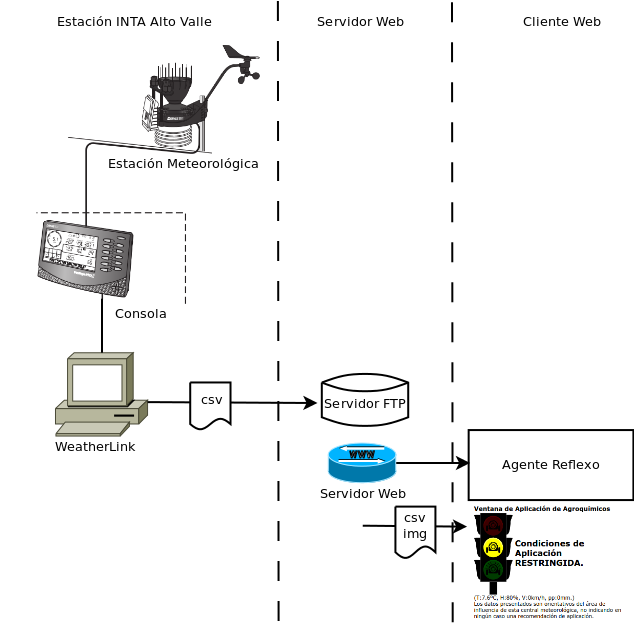 Estación INTA Alto Valle
Servidor Web
Cliente Web
Estación Meteorológica
Consola
csv
Servidor FTP
WeatherLink
WWW
Servidor Web
Agente Reflexo
csv
img
Ventana de Aplicación de Agroquímicos
Condiciones de
Aplicación
RESTRINGIDA.
(T:7.6ºC, H:80%, V:0km/h, pp:0mm.)
Los datos presentados son orientativos del área de
influencia de esta central meteorológica, no indicando en
ningún caso una recomendación de aplicación.